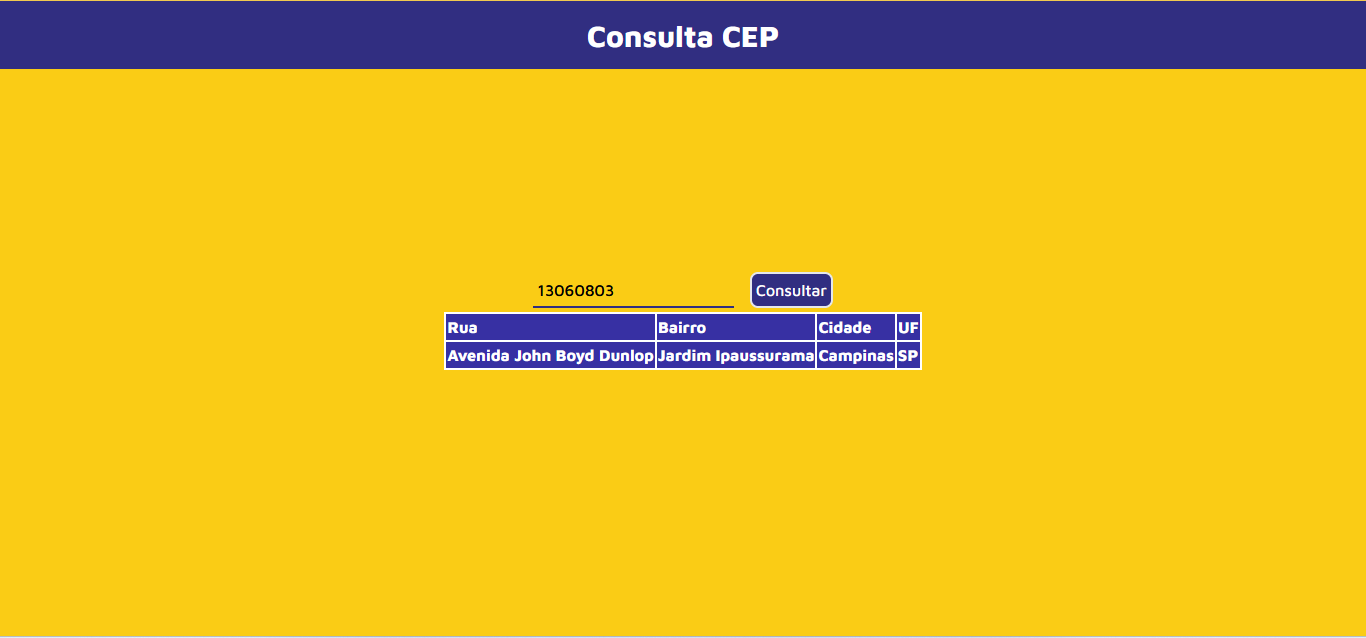 Consulta CEP
13060803 Consultar
Rua Bairro Cidade UF
Avenida John Boyd Dunlop Jardim Ipaussurama Campinas SP